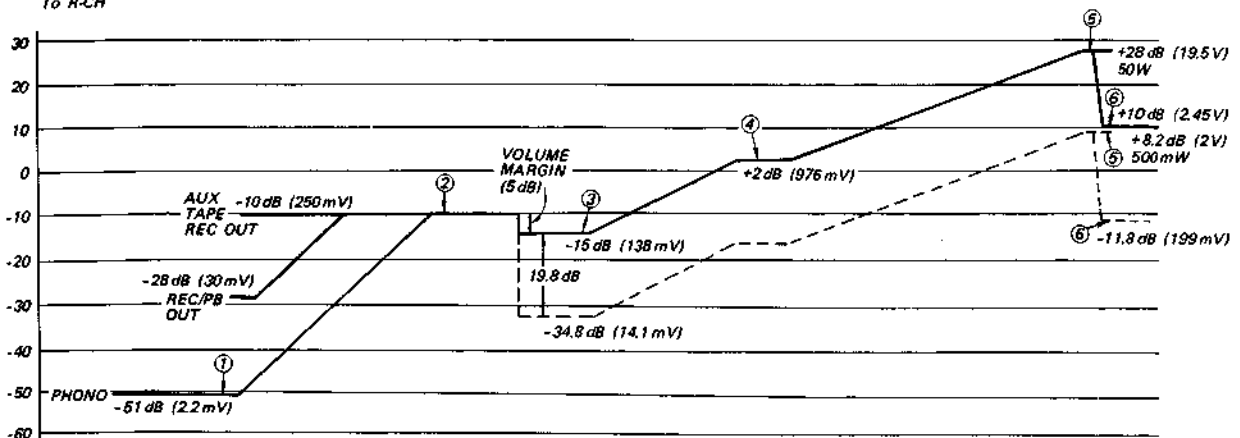 To R-CH
30
20
10
0
-10
-20
-30
-40
-50
-60
⑤
+28 dB (19.5 V)
50W
⑥
+10 dB (2.45V)
+8.2 dB (2V)
⑤
500mW
④
+2 dB (976 mV)
VOLUME
MARGIN
(5 dB)
②
③
AUX
TAPE
REC OUT
-10 dB (250 mV)
-15 dB (138 mV)
⑥
-11.8 dB (199 mV)
19.8 dB
-28 dB (30 mV)
REC/PB
OUT
-34.8 dB (14.1 mV)
①
PHONO
-51 dB (2.2 mV)